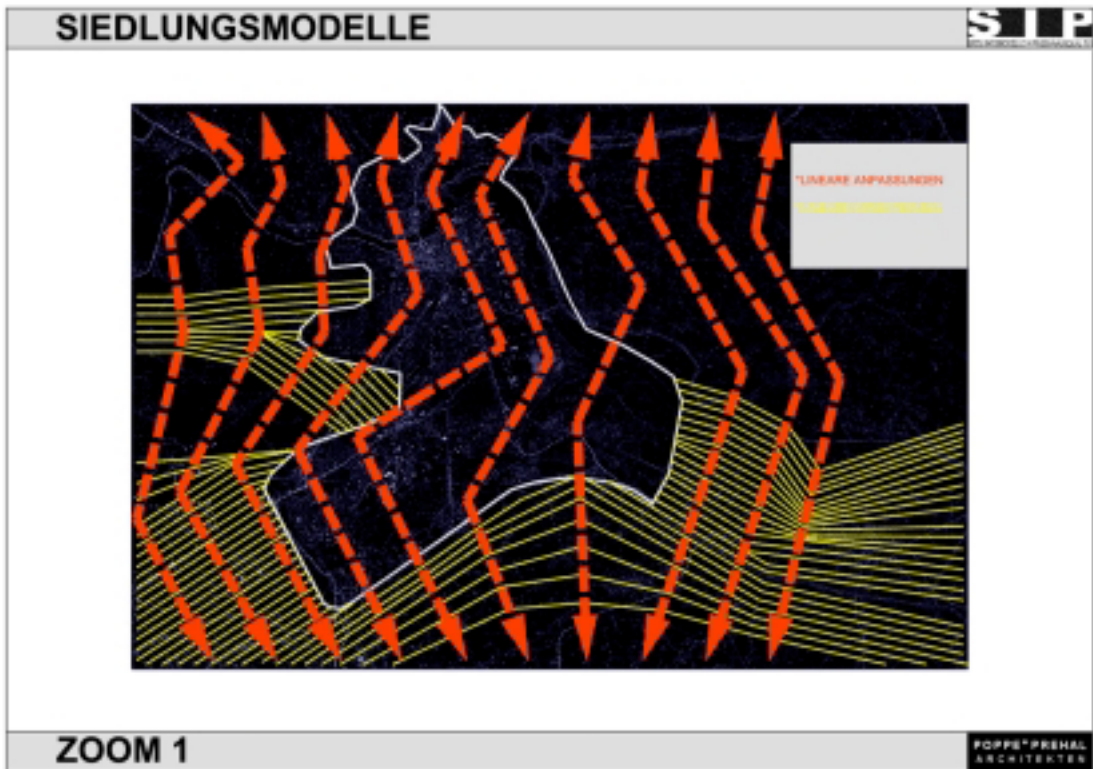 SIEDLUNGSMODELLE
SIP
*LINEARE ANPASSUNGEN
ZOOM 1
POPPE*PREHAL
ARCHITEKTEN